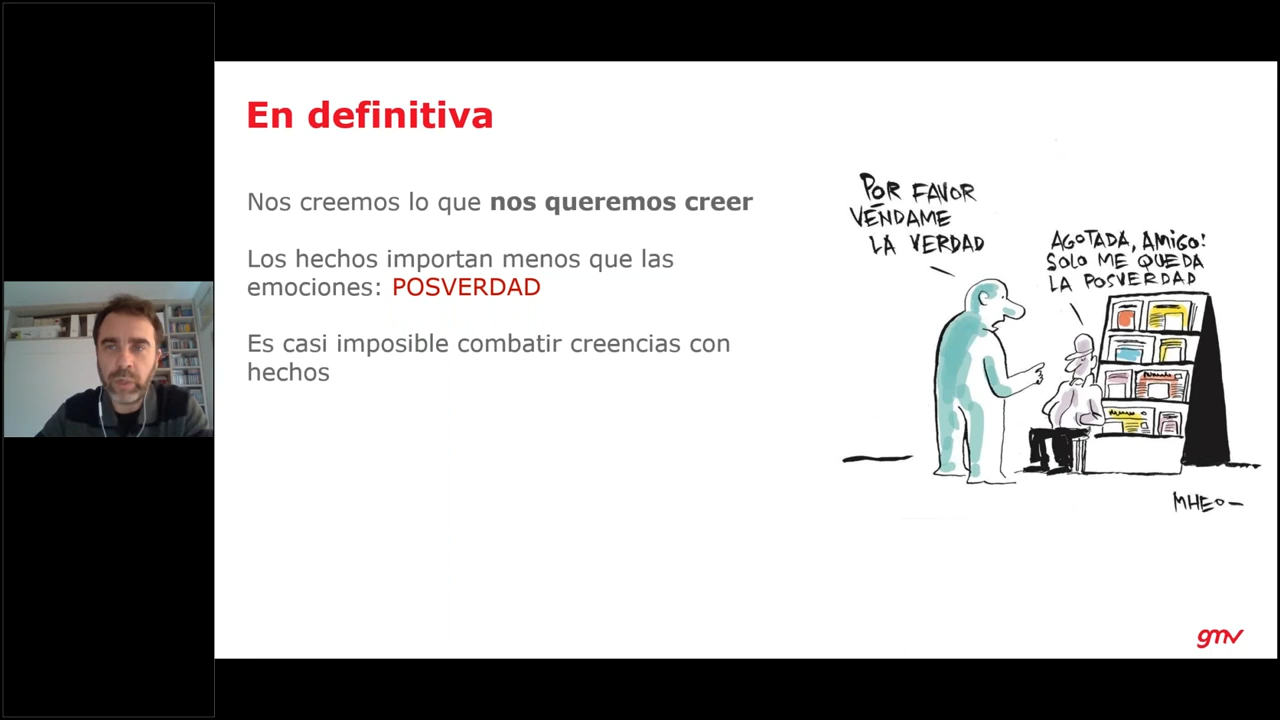 En definitiva
Nos creemos lo que nos queremos creer
Los hechos importan menos que las
emociones: POSVERDAD
Es casi imposible combatir creencias con
hechos
POR FAVOR
VÉNDAME
LA VERDAD
AGOTADA, AMIGO!
SOLO ME QUEDA
LA POSVERDAD
MHEO
gmv